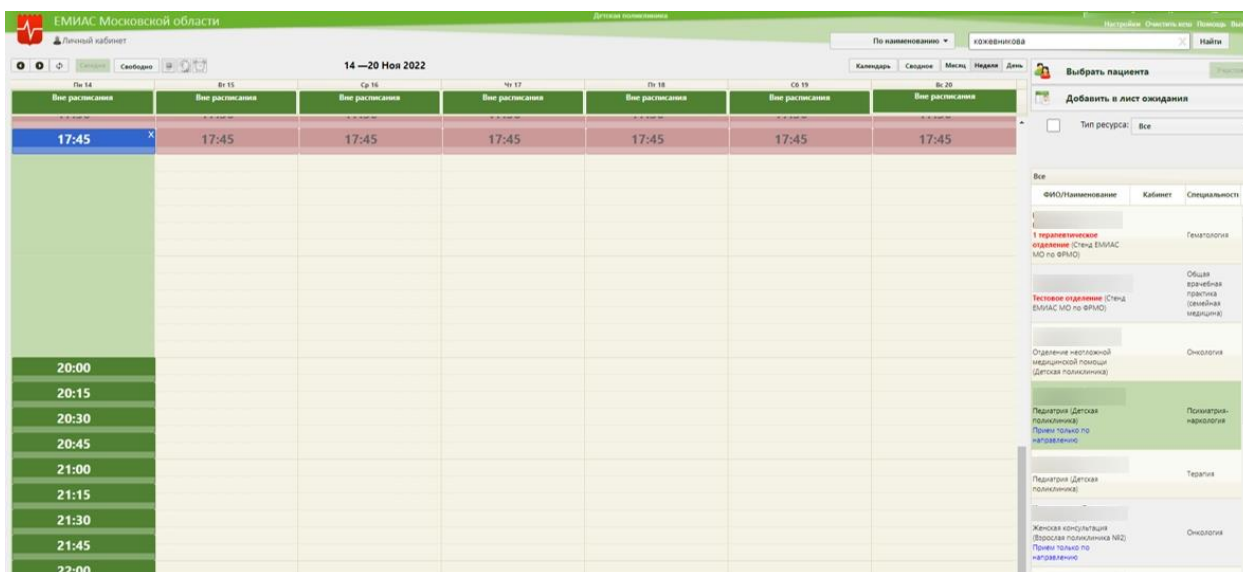 ЕМИАС Московской области
Детская поликлиника
Настройки Очистить кеш Помощь
Личный кабинет
По наименованию
кожевникова
Найти
Сегодня Свободно
14 —20 Ноя 2022
Календарь Сводное Месяц Неделя День
Выбрать пациента
Пн 14 Вт 15 Ср 16 Чт 17 Пт 18 Сб 19 Вс 20
Вне расписания Вне расписания Вне расписания Вне расписания Вне расписания Вне расписания Вне расписания
Добавить в лист ожидания
17:45 X 17:45 17:45 17:45 17:45 17:45 17:45
Тип ресурса: Все
Все
ФИО/Наименование Кабинет Специальность
1 терапевтическое
отделение (Стенд ЕМИАС
МО по ФРМО)
Гематология
Тестовое отделение (Стенд
ЕМИАС МО по ФРМО)
Общая
врачебная
практика
(семейная
медицина)
Отделение неотложной
медицинской помощи
(Детская поликлиника)
Онкология
Педиатрия (Детская
поликлиника)
Прием только по
направлению
Психиатрия-
наркология
Педиатрия (Детская
поликлиника)
Терапия
Женская консультация
(Взрослая поликлиника №2)
Прием только по
направлению
Онкология
20:00
20:15
20:30
20:45
21:00
21:15
21:30
21:45
22:00